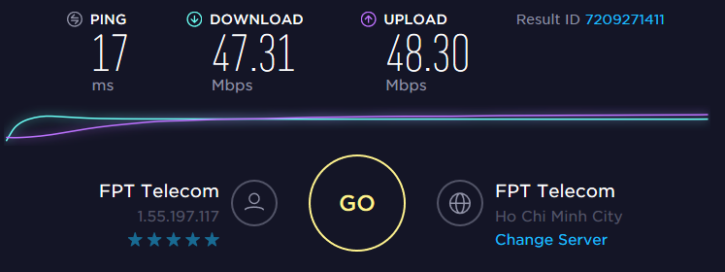 PING DOWNLOAD UPLOAD Result ID 7209271411
17 47.31 48.30
ms Mbps Mbps
FPT Telecom GO FPT Telecom
1.55.197.117 Ho Chi Minh City
Change Server